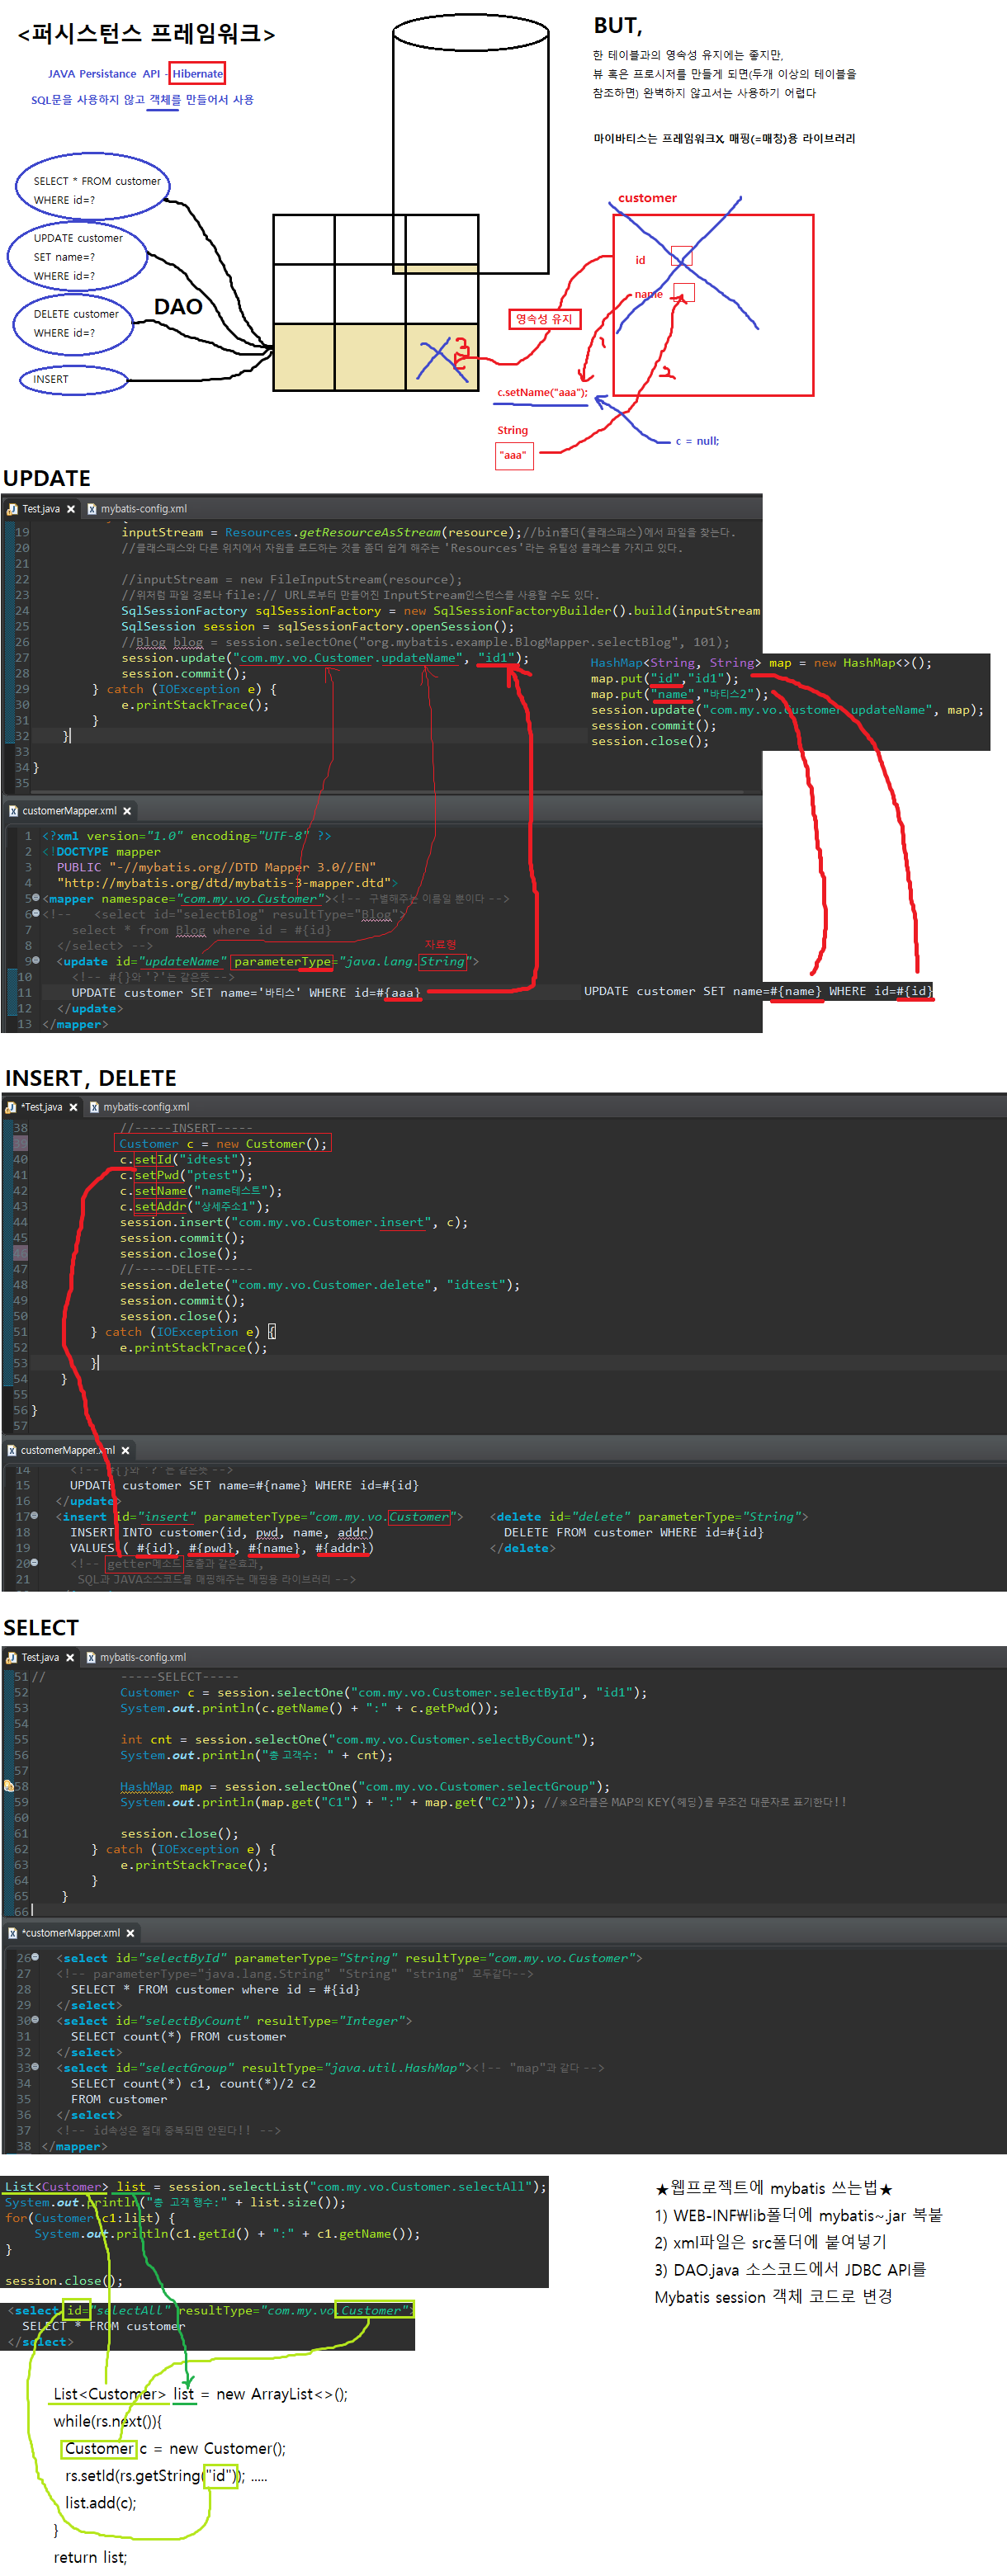 <퍼시스턴스 프레임워크>
JAVA Persistance API - Hibernate
SQL문을 사용하지 않고 객체를 만들어서 사용
BUT,
한 테이블과의 영속성 유지에는 좋지만,
뷰 혹은 프로시저를 만들게 되면(두개 이상의 테이블을
참조하면) 완벽하지 않고서는 사용하기 어렵다
마이바티스는 프레임워크X, 매핑(=매칭)용 라이브러리
SELECT * FROM customer
WHERE id=?
UPDATE customer
SET name=?
WHERE id=?
DELETE customer
WHERE id=?
INSERT
DAO
customer
id
name
영속성 유지
1
2
3
c.setName("aaa");
String
"aaa"
c = null;
UPDATE
Test.java mybatis-config.xml
19 inputStream = Resources.getResourceAsStream(resource);//bin폴더(클래스패스)에서 파일을 찾는다.
20 //클래스패스와 다른 위치에서 자원을 로드하는 것을 좀더 쉽게 해주는 'Resources'라는 유틸성 클래스를 가지고 있다.
21
22 //inputStream = new FileInputStream(resource);
23 //위처럼 파일 경로나 file:// URL로부터 만들어진 InputStream인스턴스를 사용할 수도 있다.
24 SqlSessionFactory sqlSessionFactory = new SqlSessionFactoryBuilder().build(inputStream
25 SqlSession session = sqlSessionFactory.openSession();
26 //Blog blog = session.selectOne("org.mybatis.example.BlogMapper.selectBlog", 101);
27 session.update("com.my.vo.Customer.updateName", "id1");
28 session.commit();
29 } catch (IOException e) {
30 e.printStackTrace();
31 }
32 }
33
34 }
35
HashMap<String, String> map = new HashMap<>();
map.put("id","id1");
map.put("name","바티스2");
session.update("com.my.vo.Customer.updateName", map);
session.commit();
session.close();
customerMapper.xml
1 <?xml version="1.0" encoding="UTF-8" ?>
2 <!DOCTYPE mapper
3 PUBLIC "-//mybatis.org//DTD Mapper 3.0//EN"
4 "http://mybatis.org/dtd/mybatis-3-mapper.dtd">
5 <mapper namespace="com.my.vo.Customer"><!-- 구별해주는 이름일 뿐이다 -->
6 <!-- <select id="selectBlog" resultType="Blog">
7 select * from Blog where id = #{id}
8 </select> -->
자료형
9 <update id="updateName" parameterType="java.lang.String">
10 <!-- #{}와 '?'는 같은뜻 -->
11 UPDATE customer SET name='바티스' WHERE id=#{aaa}
12 </update>
13 </mapper>
UPDATE customer SET name=#{name} WHERE id=#{id}
INSERT, DELETE
*Test.java mybatis-config.xml
38 //-----INSERT-----
39 Customer c = new Customer();
40 c.setId("idtest");
41 c.setPwd("ptest");
42 c.setName("name테스트");
43 c.setAddr("상세주소1");
44 session.insert("com.my.vo.Customer.insert", c);
45 session.commit();
46 session.close();
47 //-----DELETE-----
48 session.delete("com.my.vo.Customer.delete", "idtest");
49 session.commit();
50 session.close();
51 } catch (IOException e) {
52 e.printStackTrace();
53 }
54 }
55
56 }
57
customerMapper.xml
14 <!-- #{}와 '?'는 같은뜻 -->
15 UPDATE customer SET name=#{name} WHERE id=#{id}
16 </update>
17 <insert id="insert" parameterType="com.my.vo.Customer">
18 INSERT INTO customer(id, pwd, name, addr)
19 VALUES ( #{id}, #{pwd}, #{name}, #{addr})
20 <!-- getter메소드 호출과 같은효과,
21 SQL과 JAVA소스코드를 매핑해주는 매핑용 라이브러리 -->
<delete id="delete" parameterType="String">
DELETE FROM customer WHERE id=#{id}
</delete>
SELECT
Test.java mybatis-config.xml
51 // -----SELECT-----
52 Customer c = session.selectOne("com.my.vo.Customer.selectById", "id1");
53 System.out.println(c.getName() + ":" + c.getPwd());
54
55 int cnt = session.selectOne("com.my.vo.Customer.selectByCount");
56 System.out.println("총 고객수: " + cnt);
57
58 HashMap map = session.selectOne("com.my.vo.Customer.selectGroup");
59 System.out.println(map.get("C1") + ":" + map.get("C2")); //※오라클은 MAP의 KEY(헤딩)를 무조건 대문자로 표기한다!!
60
61 session.close();
62 } catch (IOException e) {
63 e.printStackTrace();
64 }
65 }
66
*customerMapper.xml
26 <select id="selectById" parameterType="String" resultType="com.my.vo.Customer">
27 <!-- parameterType="java.lang.String" "String" "string" 모두같다-->
28 SELECT * FROM customer where id = #{id}
29 </select>
30 <select id="selectByCount" resultType="Integer">
31 SELECT count(*) FROM customer
32 </select>
33 <select id="selectGroup" resultType="java.util.HashMap"><!-- "map"과 같다 -->
34 SELECT count(*) c1, count(*)/2 c2
35 FROM customer
36 </select>
37 <!-- id속성은 절대 중복되면 안된다!! -->
38 </mapper>
List<Customer> list = session.selectList("com.my.vo.Customer.selectAll");
System.out.println("총 고객 행수:" + list.size());
for(Customer c1:list) {
System.out.println(c1.getId() + ":" + c1.getName());
}
session.close();
<select id="selectAll" resultType="com.my.vo.Customer">
SELECT * FROM customer
</select>
★웹프로젝트에 mybatis 쓰는법★
1) WEB-INF₩lib폴더에 mybatis~.jar 복붙
2) xml파일은 src폴더에 붙여넣기
3) DAO.java 소스코드에서 JDBC API를
Mybatis session 객체 코드로 변경
List<Customer> list = new ArrayList<>();
while(rs.next()){
Customer c = new Customer();
rs.setId(rs.getString("id")); .....
list.add(c);
}
return list;